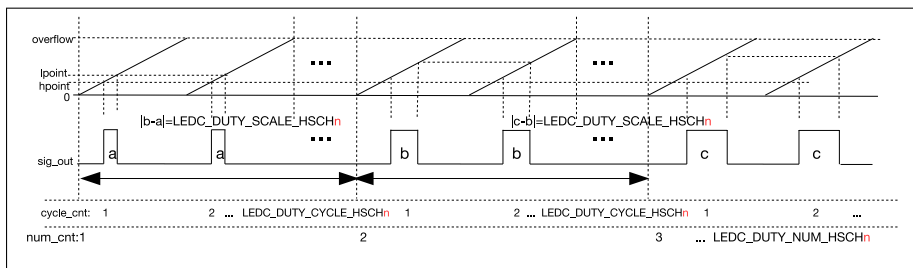 overflow
lpoint
hpoint
0
|b-a|=LEDC_DUTY_SCALE_HSCHn |c-b|=LEDC_DUTY_SCALE_HSCHn
sig_out a a ... b b ... c c
cycle_cnt: 1 2 ... LEDC_DUTY_CYCLE_HSCHn 1 2 ... LEDC_DUTY_CYCLE_HSCHn 1 2 ...
num_cnt:1 2 3 ... LEDC_DUTY_NUM_HSCHn